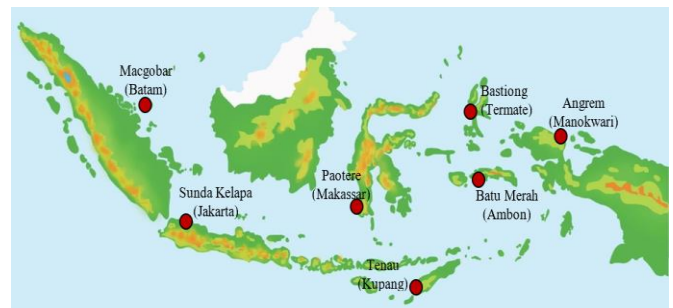 Macgobar
(Batam)
Bastiong
(Termate)
Angrem
(Manokwari)
Sunda Kelapa
(Jakarta)
Paotere
(Makassar)
Batu Merah
(Ambon)
Tenau
(Kupang)